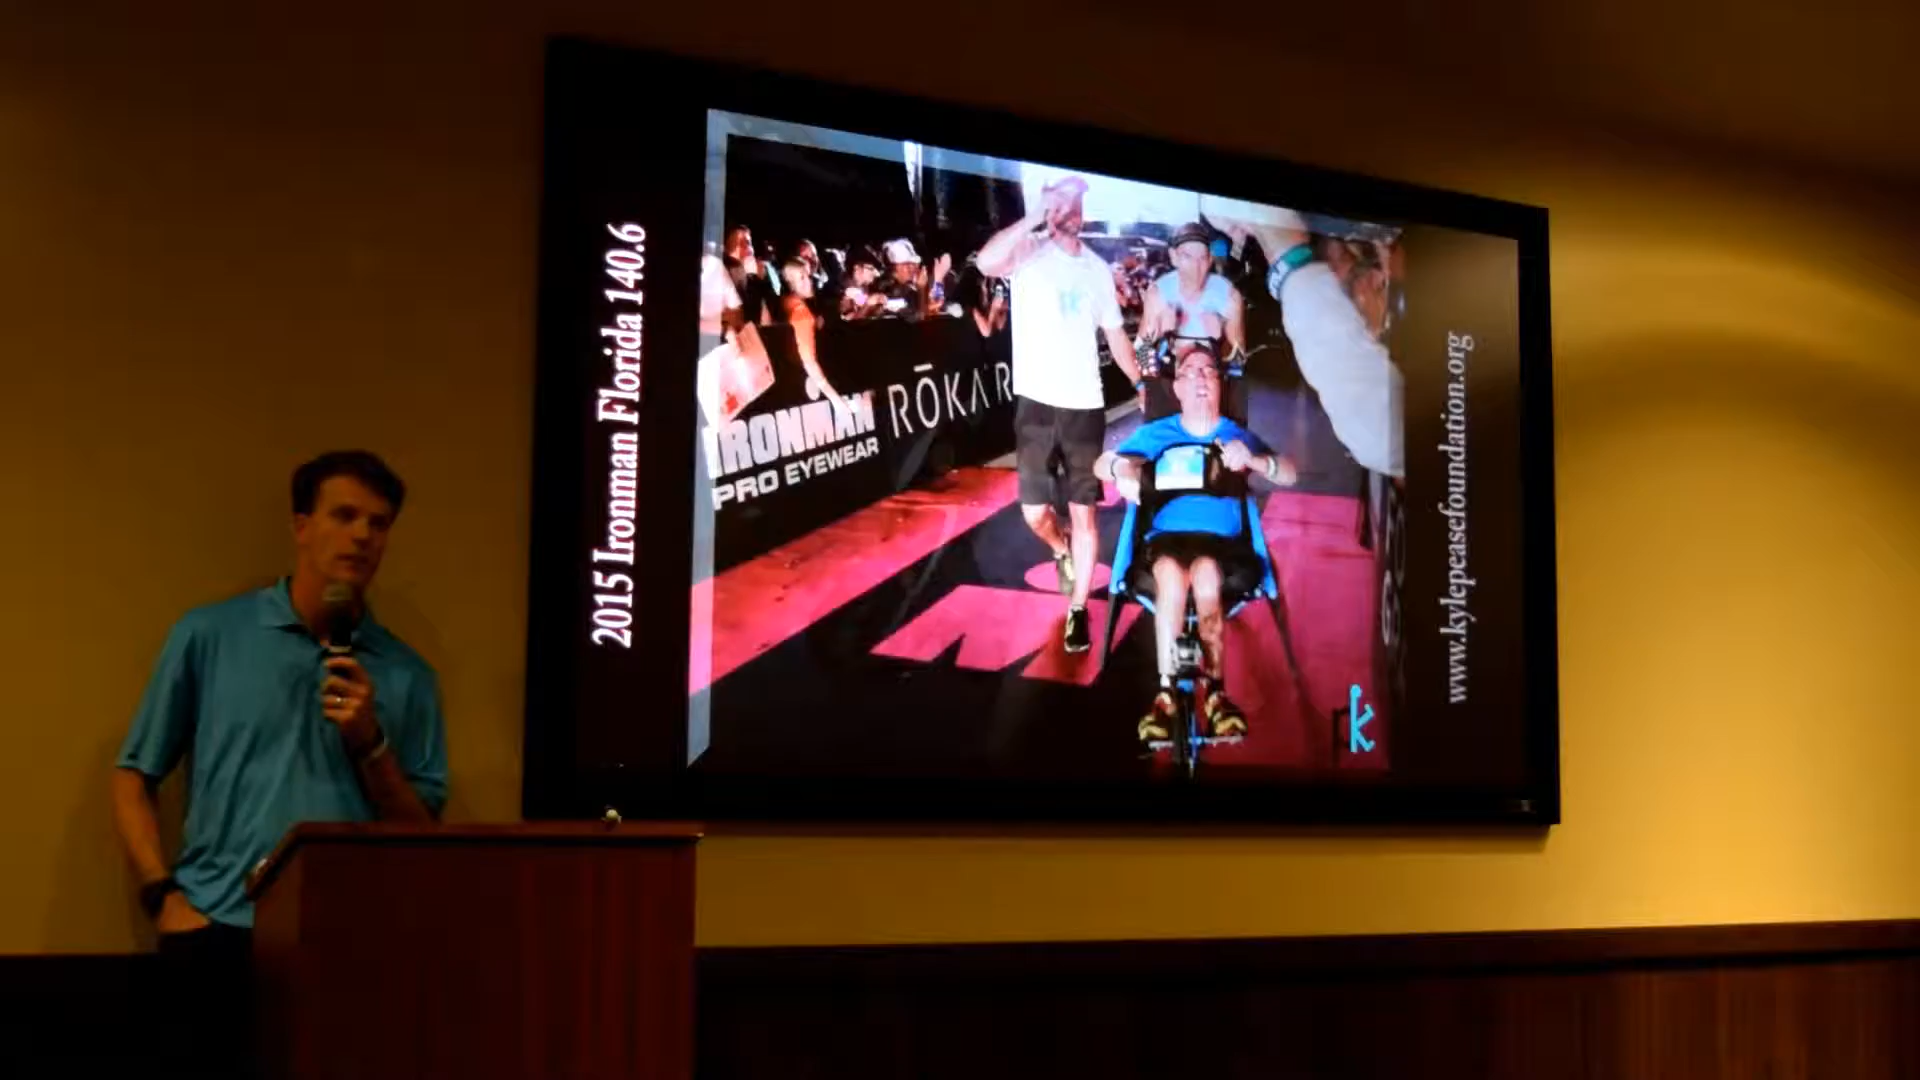 2015 Ironman Florida 140.6
IRONMAN
PRO EYEWEAR
RŌKA R
www.kylepeasefoundation.org
k